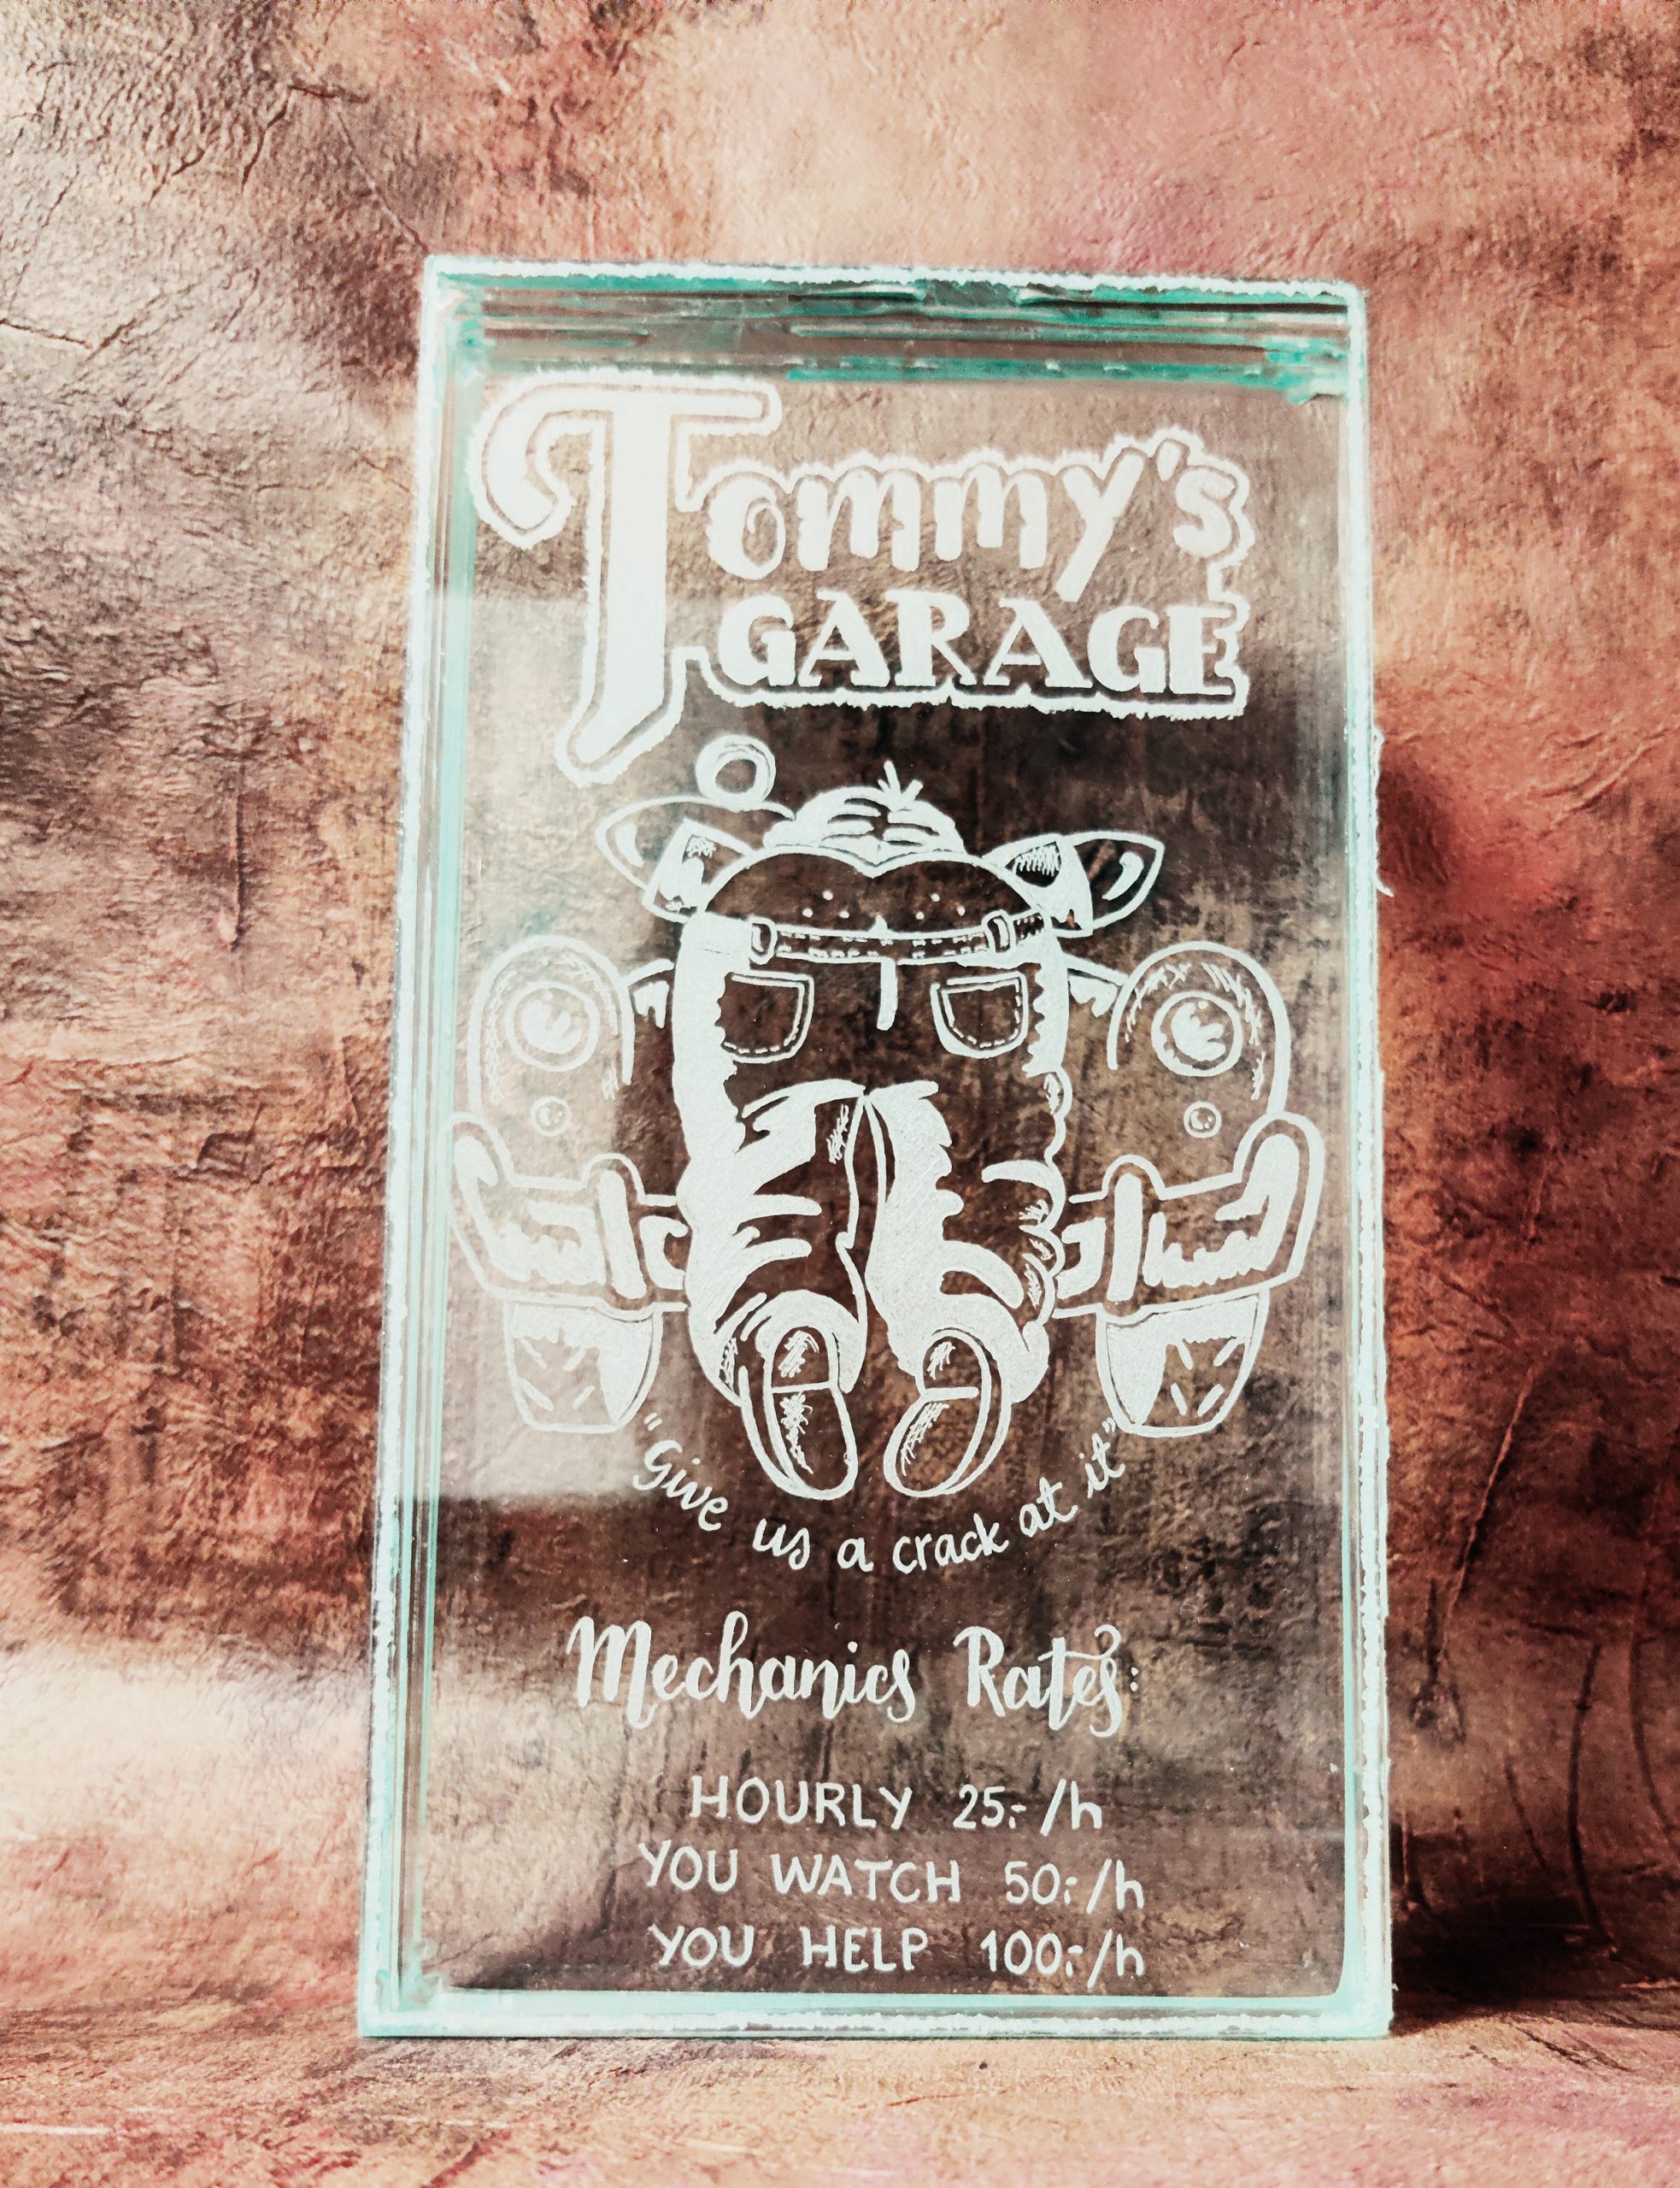 Tommy's
GARAGE
"Give us a crack at it"
Mechanics Rates:
HOURLY 25:-/h
YOU WATCH 50:-/h
YOU HELP 100:-/h